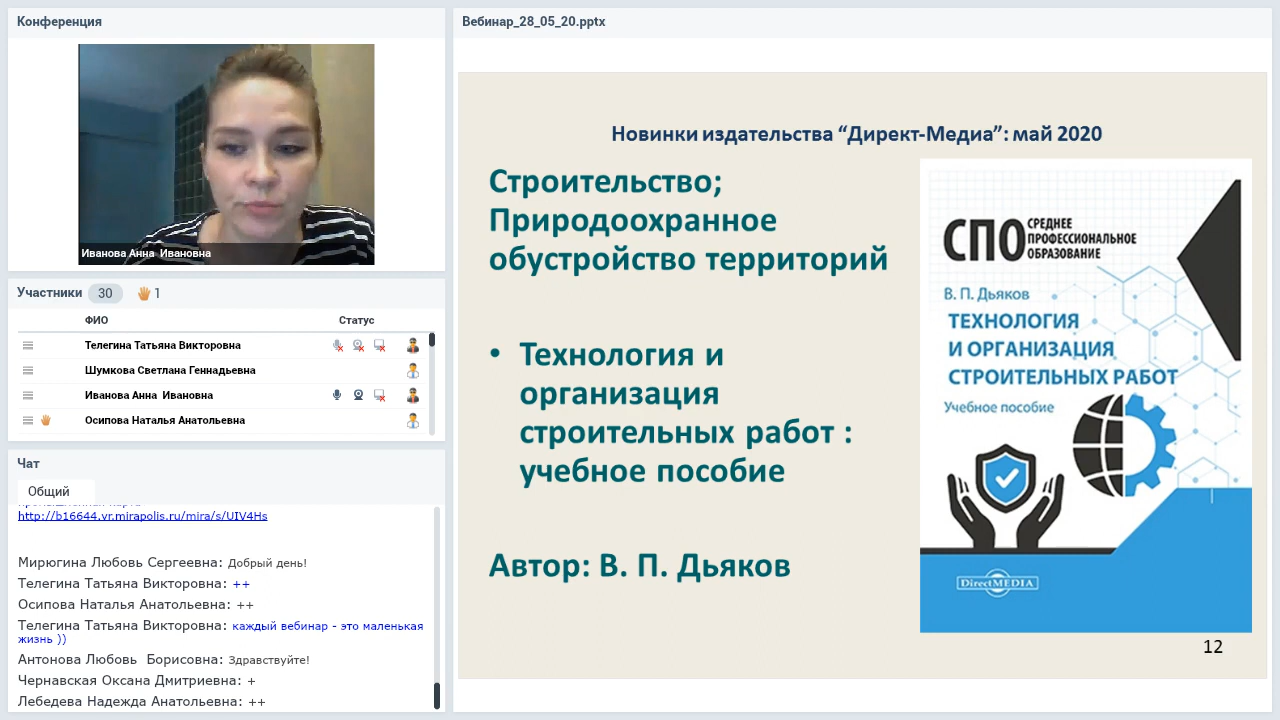 Конференция
Иванова Анна  Ивановна
Участники 30 1
ФИО Статус
Телегина Татьяна Викторовна
Шумкова Светлана Геннадьевна
Иванова Анна  Ивановна
Осипова Наталья Анатольевна
Чат
Общий
http://b16644.vr.mirapolis.ru/mira/s/UIV4Hs
Мирюгина Любовь Сергеевна: Добрый день!
Телегина Татьяна Викторовна: ++
Осипова Наталья Анатольевна: ++
Телегина Татьяна Викторовна: каждый вебинар - это маленькая
жизнь ))
Антонова Любовь  Борисовна: Здравствуйте!
Чернавская Оксана Дмитриевна: +
Лебедева Надежда Анатольевна: ++
Вебинар_28_05_20.pptx
Новинки издательства “Директ-Медиа”: май 2020
Строительство;
Природоохранное
обустройство территорий
• Технология и
организация
строительных работ :
учебное пособие
Автор: В. П. Дьяков
СПО СРЕДНЕЕ
ПРОФЕССИОНАЛЬНОЕ
ОБРАЗОВАНИЕ
В. П. Дьяков
ТЕХНОЛОГИЯ
И ОРГАНИЗАЦИЯ
СТРОИТЕЛЬНЫХ РАБОТ
Учебное пособие
DirectMEDIA
12